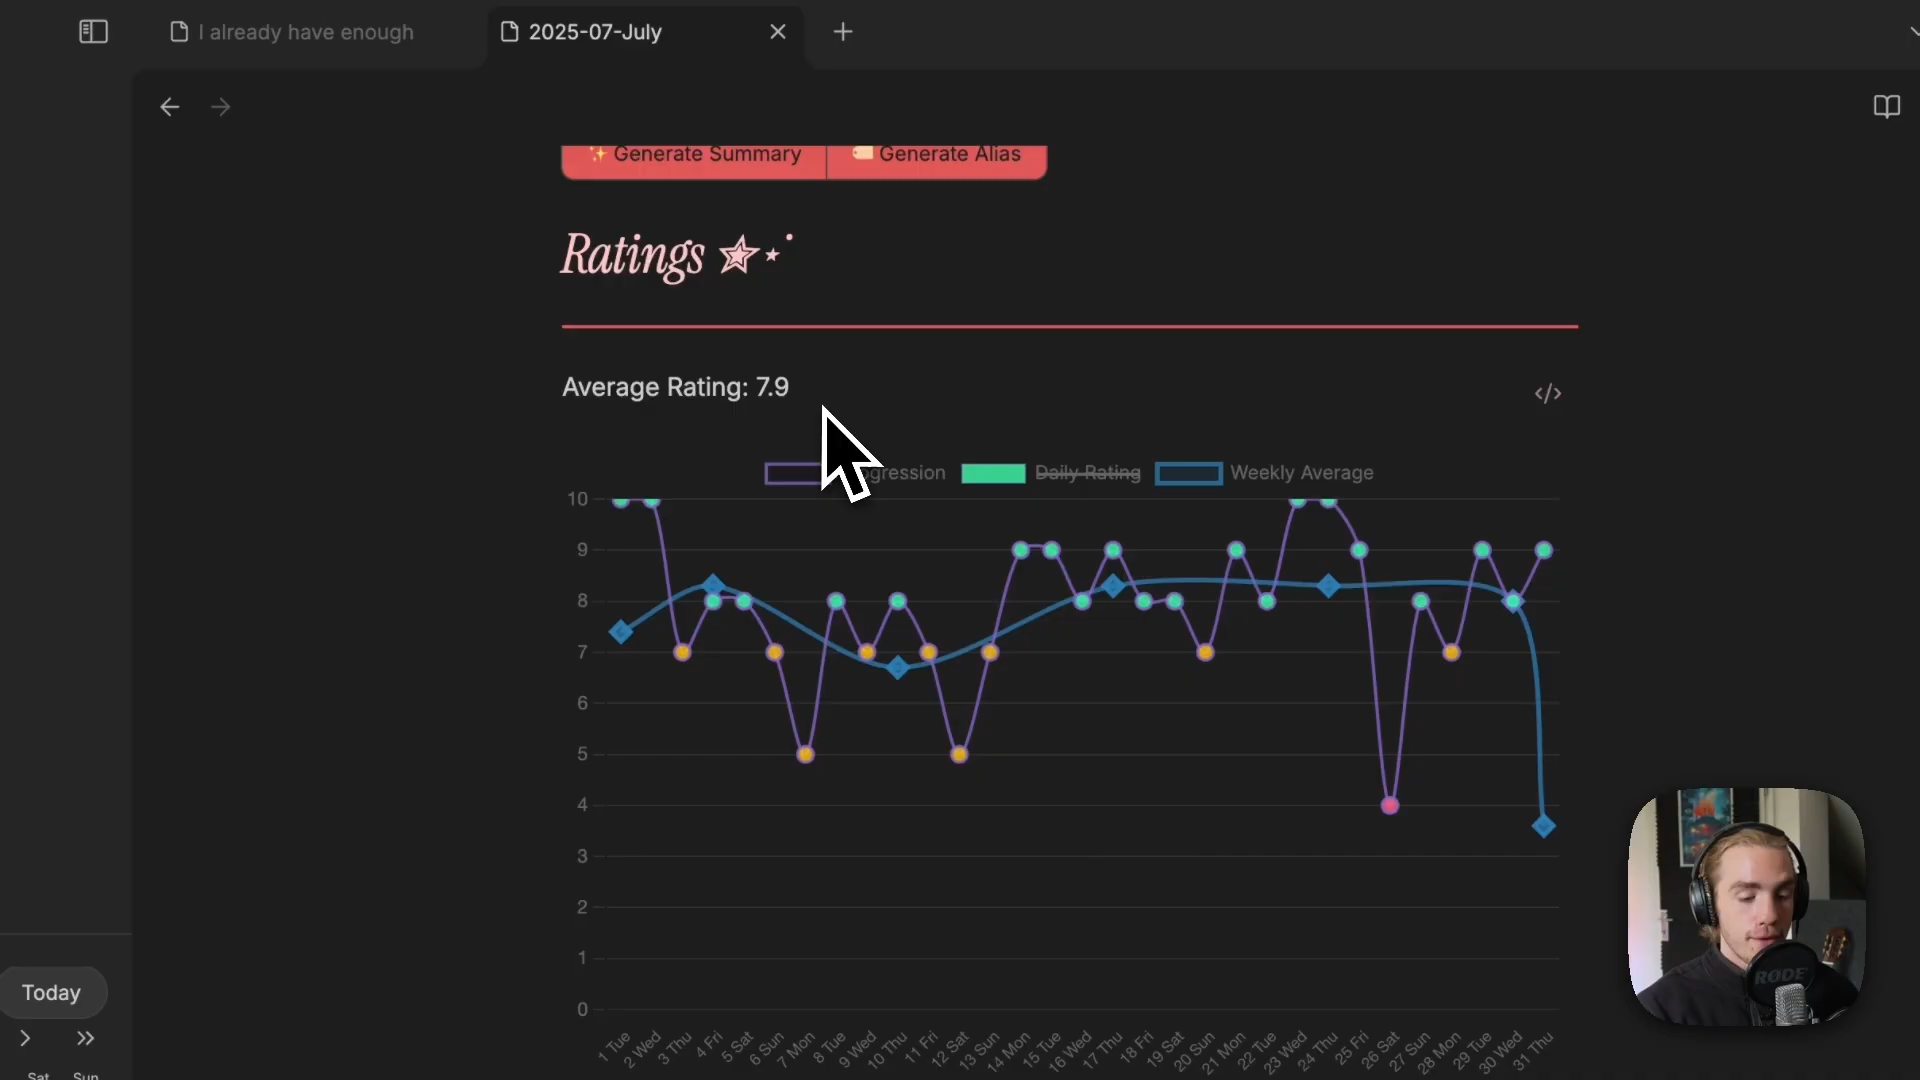 I already have enough
2025-07-July
✨ Generate Summary
Generate Alias
Ratings
Average Rating: 7.9
Daily Rating
Weekly Average
10
9
8
7
6
5
4
3
2
1
0
1 Tue
2 Wed
3 Thu
4 Fri
5 Sat
6 Sun
7 Mon
8 Tue
9 Wed
10 Thu
11 Fri
12 Sat
13 Sun
14 Mon
15 Tue
16 Wed
17 Thu
18 Fri
19 Sat
20 Sun
21 Mon
22 Tue
23 Wed
24 Thu
25 Fri
26 Sat
27 Sun
28 Mon
29 Tue
30 Wed
31 Thu
Today
Sat Sun
RODE